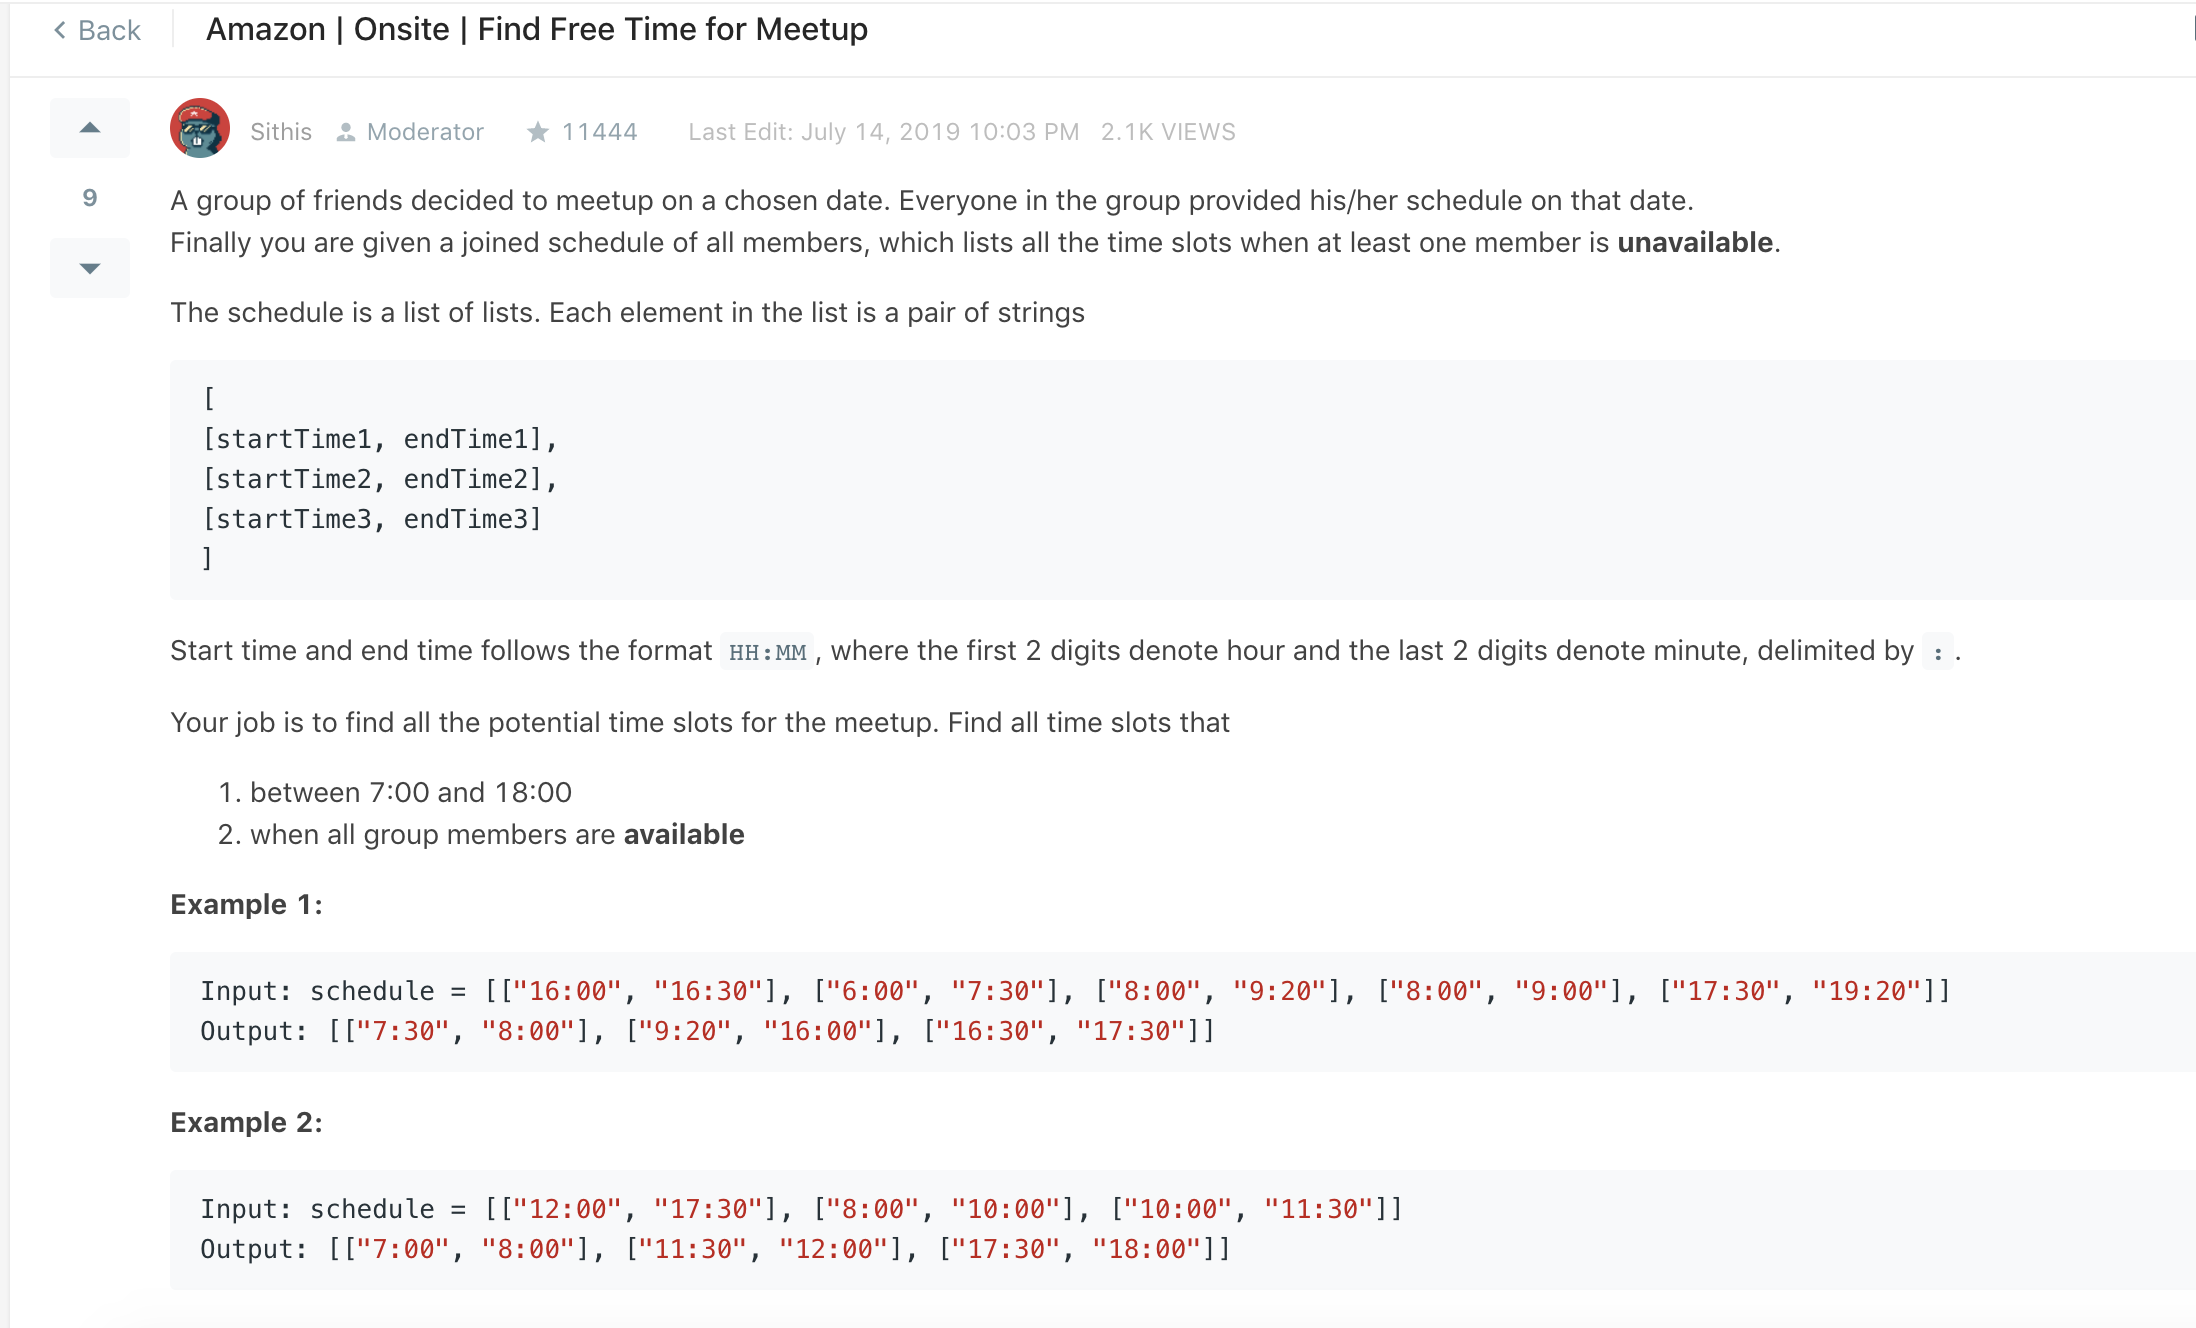 Back
Amazon | Onsite | Find Free Time for Meetup
Sithis Moderator 11444 Last Edit: July 14, 2019 10:03 PM 2.1K VIEWS
9
A group of friends decided to meetup on a chosen date. Everyone in the group provided his/her schedule on that date.
Finally you are given a joined schedule of all members, which lists all the time slots when at least one member is unavailable.
The schedule is a list of lists. Each element in the list is a pair of strings
[
[startTime1, endTime1],
[startTime2, endTime2],
[startTime3, endTime3]
]
Start time and end time follows the format HH:MM, where the first 2 digits denote hour and the last 2 digits denote minute, delimited by :.
Your job is to find all the potential time slots for the meetup. Find all time slots that
1. between 7:00 and 18:00
2. when all group members are available
Example 1:
Input: schedule = [["16:00", "16:30"], ["6:00", "7:30"], ["8:00", "9:20"], ["8:00", "9:00"], ["17:30", "19:20"]]
Output: [["7:30", "8:00"], ["9:20", "16:00"], ["16:30", "17:30"]]
Example 2:
Input: schedule = [["12:00", "17:30"], ["8:00", "10:00"], ["10:00", "11:30"]]
Output: [["7:00", "8:00"], ["11:30", "12:00"], ["17:30", "18:00"]]